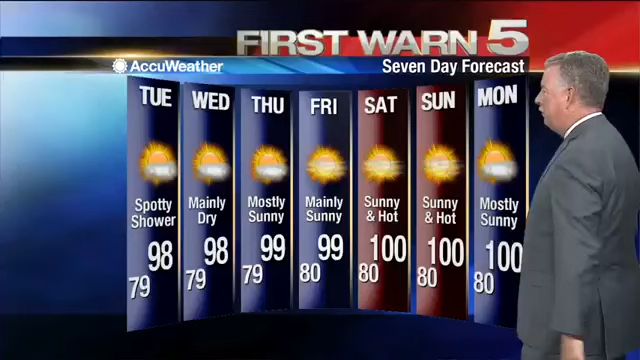 FIRST WARN 5
AccuWeather
Seven Day Forecast
TUE
Spotty
Shower
98
79
WED
Mainly
Dry
98
79
THU
Mostly
Sunny
99
79
FRI
Mainly
Sunny
99
80
SAT
Sunny
& Hot
100
80
SUN
Sunny
& Hot
100
80
MON
Mostly
Sunny
100
80